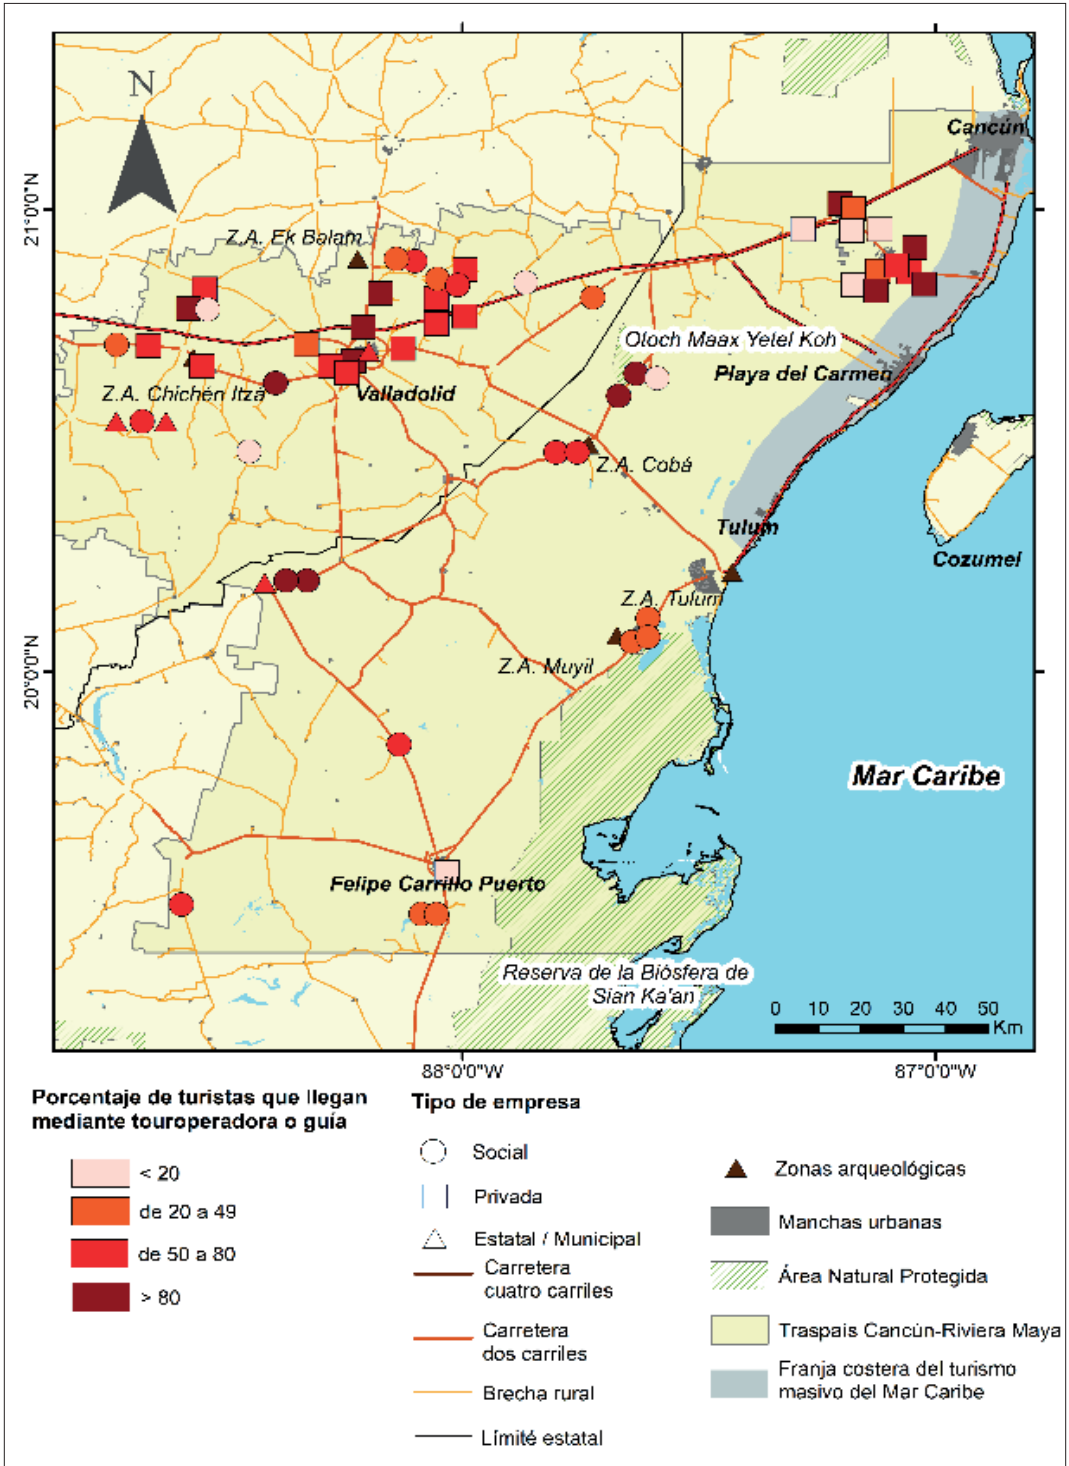 N
Cancún
21°0'0"N
Z.A. Ek Balam
Oloch Maax Yetel Koh
Playa del Carmen
Z.A. Chichén Itzá
Valladolid
Z.A. Cobá
Tulum
Cozumel
Z.A. Tulum
20°0'0"N
Z.A. Muyil
Mar Caribe
Felipe Carrillo Puerto
Reserva de la Biósfera de
Sian Ka'an
0 10 20 30 40 50
Km
88°0'0"W
87°0'0"W
Porcentaje de turistas que llegan
mediante touroperadora o guía
< 20
de 20 a 49
de 50 a 80
> 80
Tipo de empresa
Social
Privada
Estatal / Municipal
Carretera
cuatro carriles
Carretera
dos carriles
Brecha rural
Límité estatal
Zonas arqueológicas
Manchas urbanas
Área Natural Protegida
Traspais Cancún-Riviera Maya
Franja costera del turismo
masivo del Mar Caribe